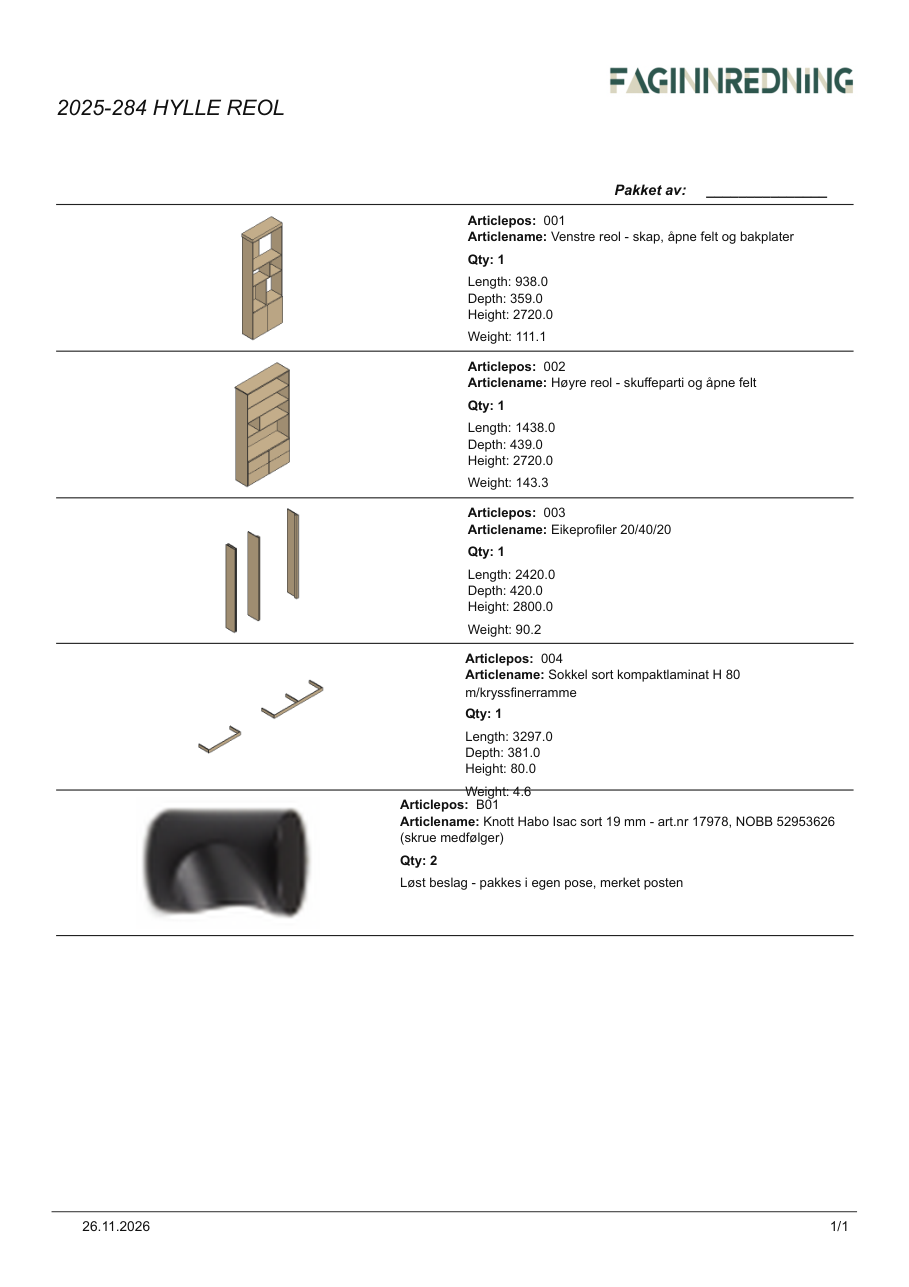 FAGINNREDNING
2025-284 HYLLE REOL
Pakket av: _______________
Articlepos: 001
Articlename: Venstre reol - skap, åpne felt og bakplater
Qty: 1
Length: 938.0
Depth: 359.0
Height: 2720.0
Weight: 111.1
Articlepos: 002
Articlename: Høyre reol - skuffeparti og åpne felt
Qty: 1
Length: 1438.0
Depth: 439.0
Height: 2720.0
Weight: 143.3
Articlepos: 003
Articlename: Eikeprofiler 20/40/20
Qty: 1
Length: 2420.0
Depth: 420.0
Height: 2800.0
Weight: 90.2
Articlepos: 004
Articlename: Sokkel sort kompaktlaminat H 80
m/kryssfinerramme
Qty: 1
Length: 3297.0
Depth: 381.0
Height: 80.0
Weight: 4.6
Articlepos: B01
Articlename: Knott Habo Isac sort 19 mm - art.nr 17978, NOBB 52953626
(skrue medfølger)
Qty: 2
Løst beslag - pakkes i egen pose, merket posten
26.11.2026
1/1